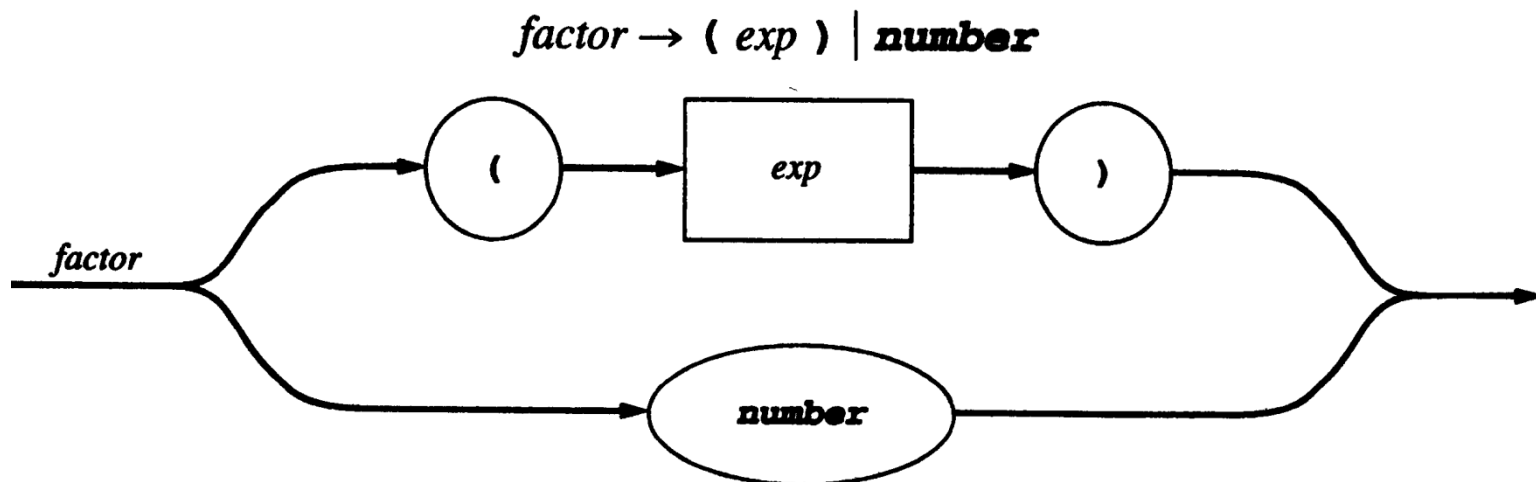 factor → ( exp ) | number
( exp )
factor
number